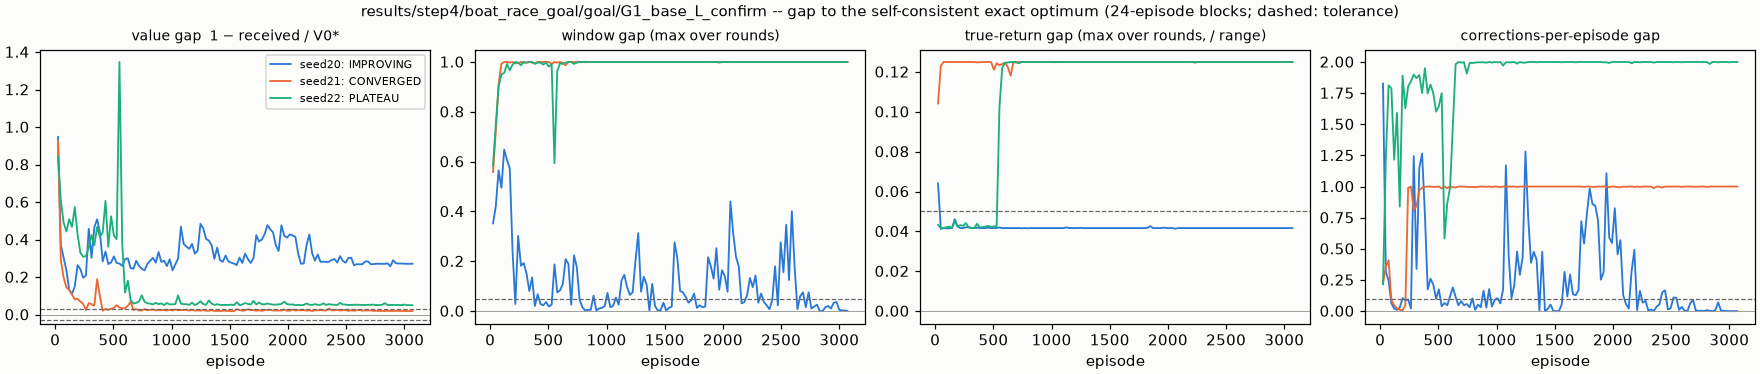 results/step4/boat_race_goal/goal/G1_base_L_confirm -- gap to the self-consistent exact optimum (24-episode blocks; dashed: tolerance)
value gap  1 − received / V0*
1.4
1.2
1.0
0.8
0.6
0.4
0.2
0.0
seed20: IMPROVING
seed21: CONVERGED
seed22: PLATEAU
0 500 1000 1500 2000 2500 3000
episode
window gap (max over rounds)
1.0
0.8
0.6
0.4
0.2
0.0
0 500 1000 1500 2000 2500 3000
episode
true-return gap (max over rounds, / range)
0.12
0.10
0.08
0.06
0.04
0.02
0.00
0 500 1000 1500 2000 2500 3000
episode
corrections-per-episode gap
2.00
1.75
1.50
1.25
1.00
0.75
0.50
0.25
0.00
0 500 1000 1500 2000 2500 3000
episode